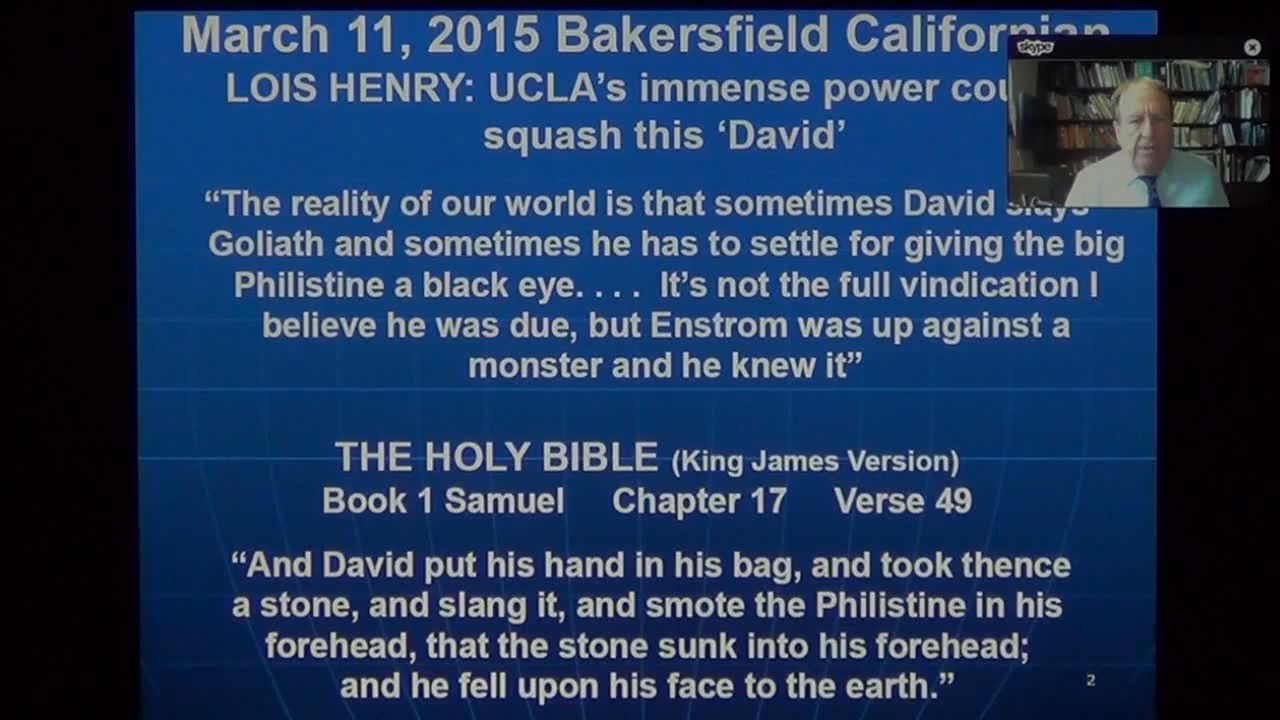 March 11, 2015 Bakersfield Californian
LOIS HENRY: UCLA's immense power
squash this ‘David’
“The reality of our world is that sometimes David slays
Goliath and sometimes he has to settle for giving the big
Philistine a black eye. . . . It's not the full vindication I
believe he was due, but Enstrom was up against a
monster and he knew it”
THE HOLY BIBLE (King James Version)
Book 1 Samuel Chapter 17 Verse 49
“And David put his hand in his bag, and took thence
a stone, and slang it, and smote the Philistine in his
forehead, that the stone sunk into his forehead;
and he fell upon his face to the earth.”
2
skype